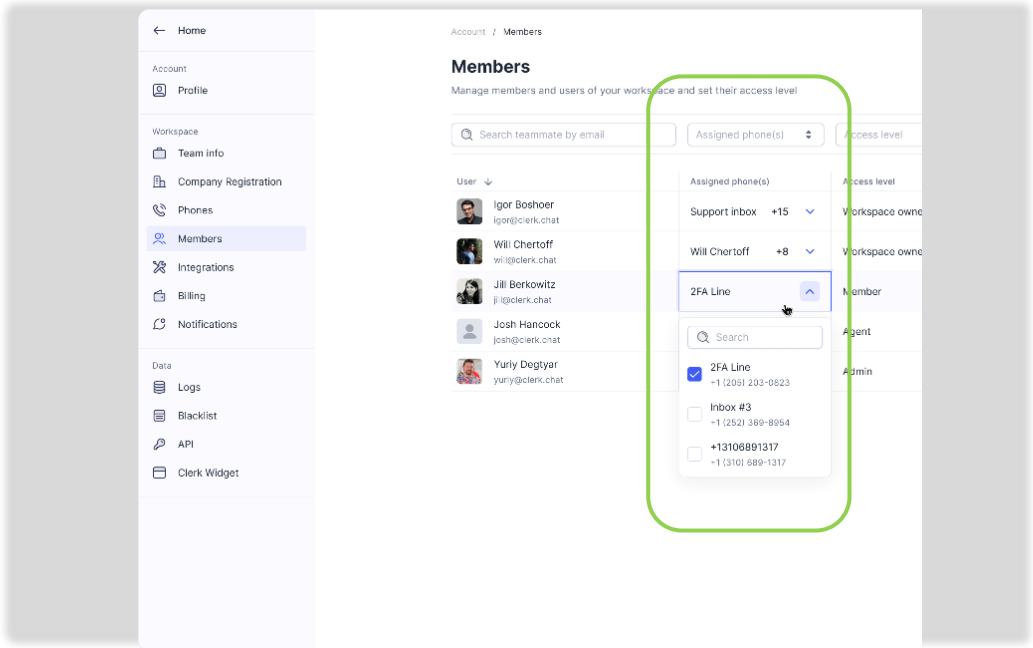 Home
Account
Profile
Workspace
Team info
Company Registration
Phones
Members
Integrations
Billing
Notifications
Data
Logs
Blacklist
API
Clerk Widget
Account / Members
Members
Manage members and users of your workspace and set their access level
Search teammate by email Assigned phone(s) Access level
User Assigned phone(s) Access level
Igor Boshoer Support inbox +15 Workspace owne
igor@clerk.chat
Will Chertoff Will Chertoff +8 Workspace owne
will@clerk.chat
Jill Berkowitz 2FA Line Member
jill@clerk.chat
Josh Hancock Agent
josh@clerk.chat
Yuriy Degtyar Admin
yuriy@clerk.chat
Search
2FA Line
+1 (205) 203-0823
Inbox #3
+1 (252) 369-8954
+13106891317
+1 (310) 689-1317